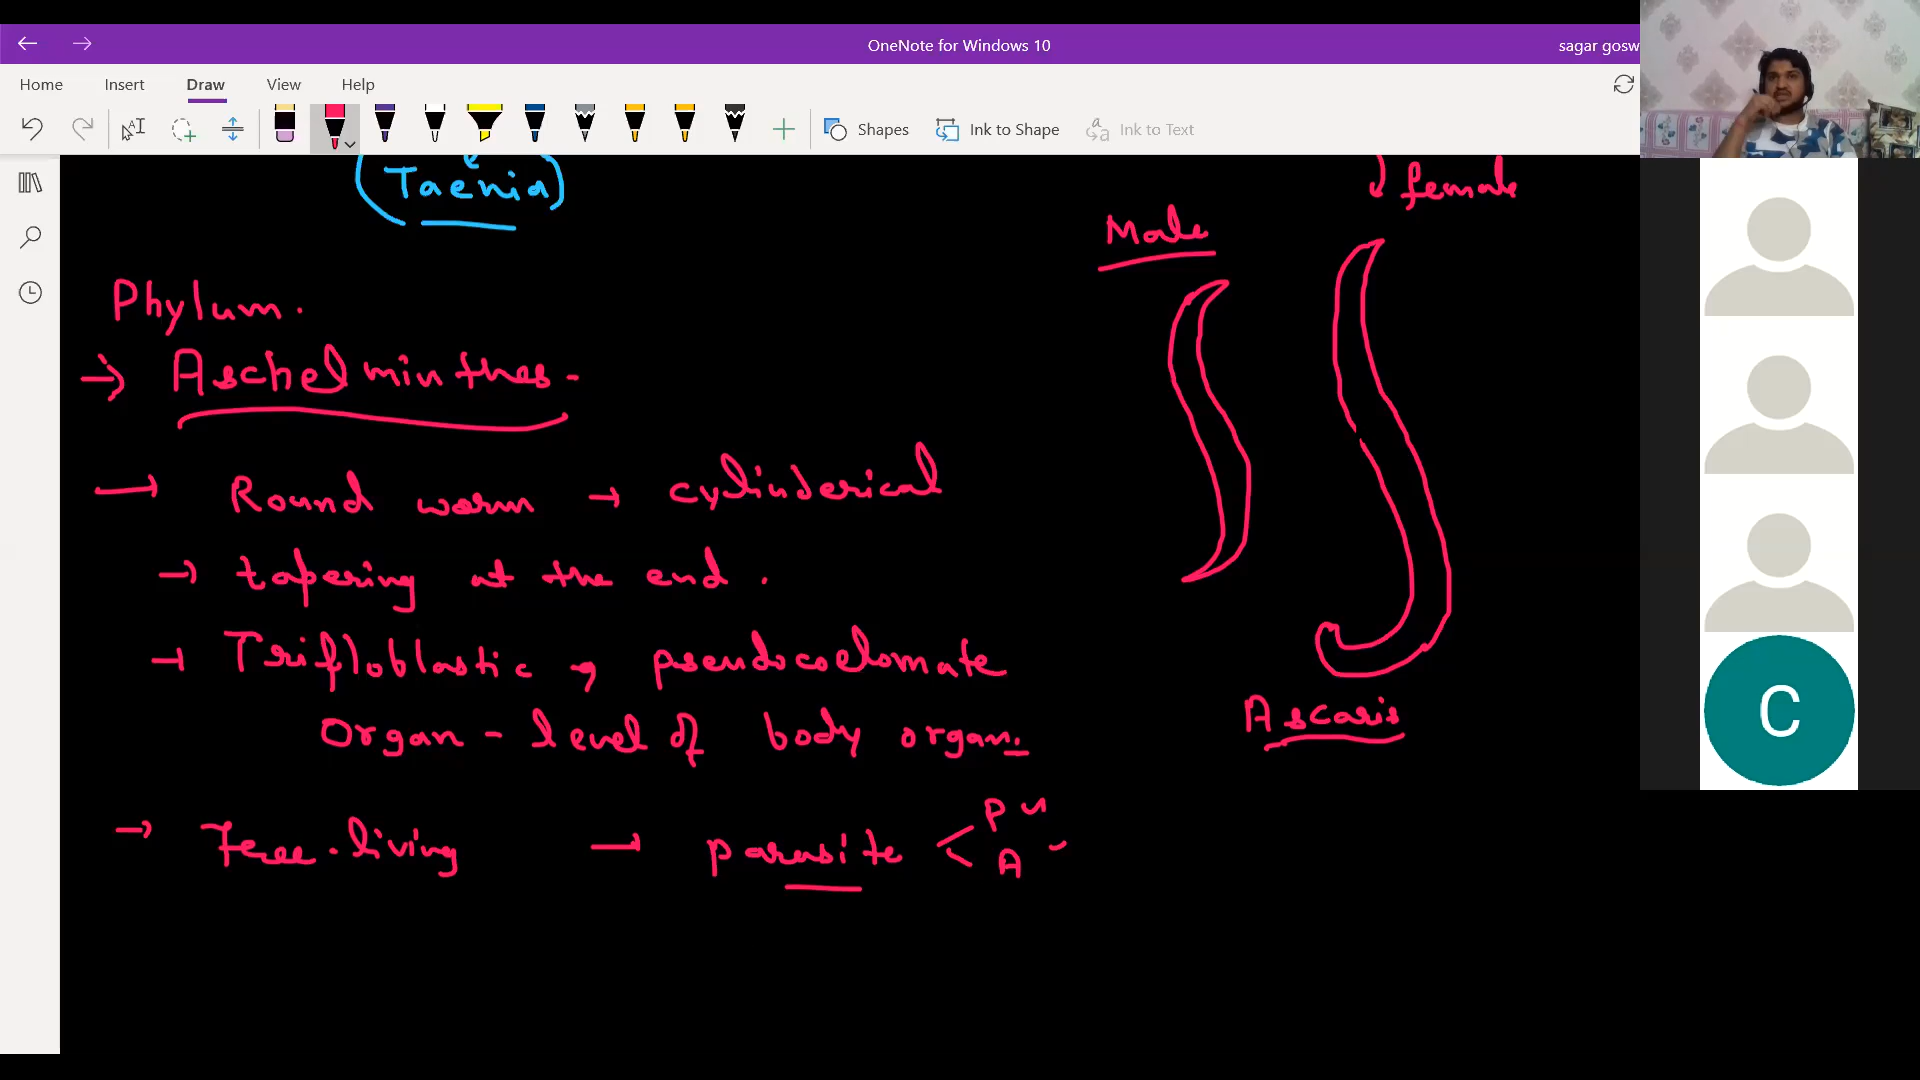 OneNote for Windows 10
sagar gosw
Home Insert Draw View Help
Shapes Ink to Shape Ink to Text
(Taenia)
Male
female
Phylum.
→ Aschelminthes -
→ Round worm → cylinderical
→ tapering at the end.
→ Trifloblastic, pseudocoelomate
Organ - level of body organ.
Ascaris
→ Free-living → parasite < P
A
C